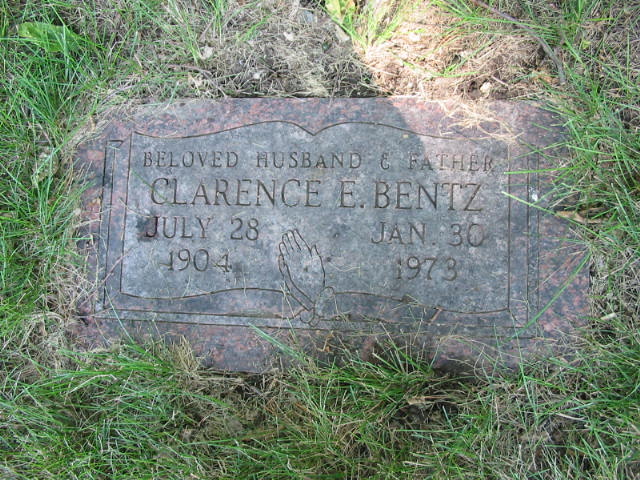 BELOVED HUSBAND & FATHER
CLARENCE E. BENTZ
JULY 28 JAN. 30
1904 1973